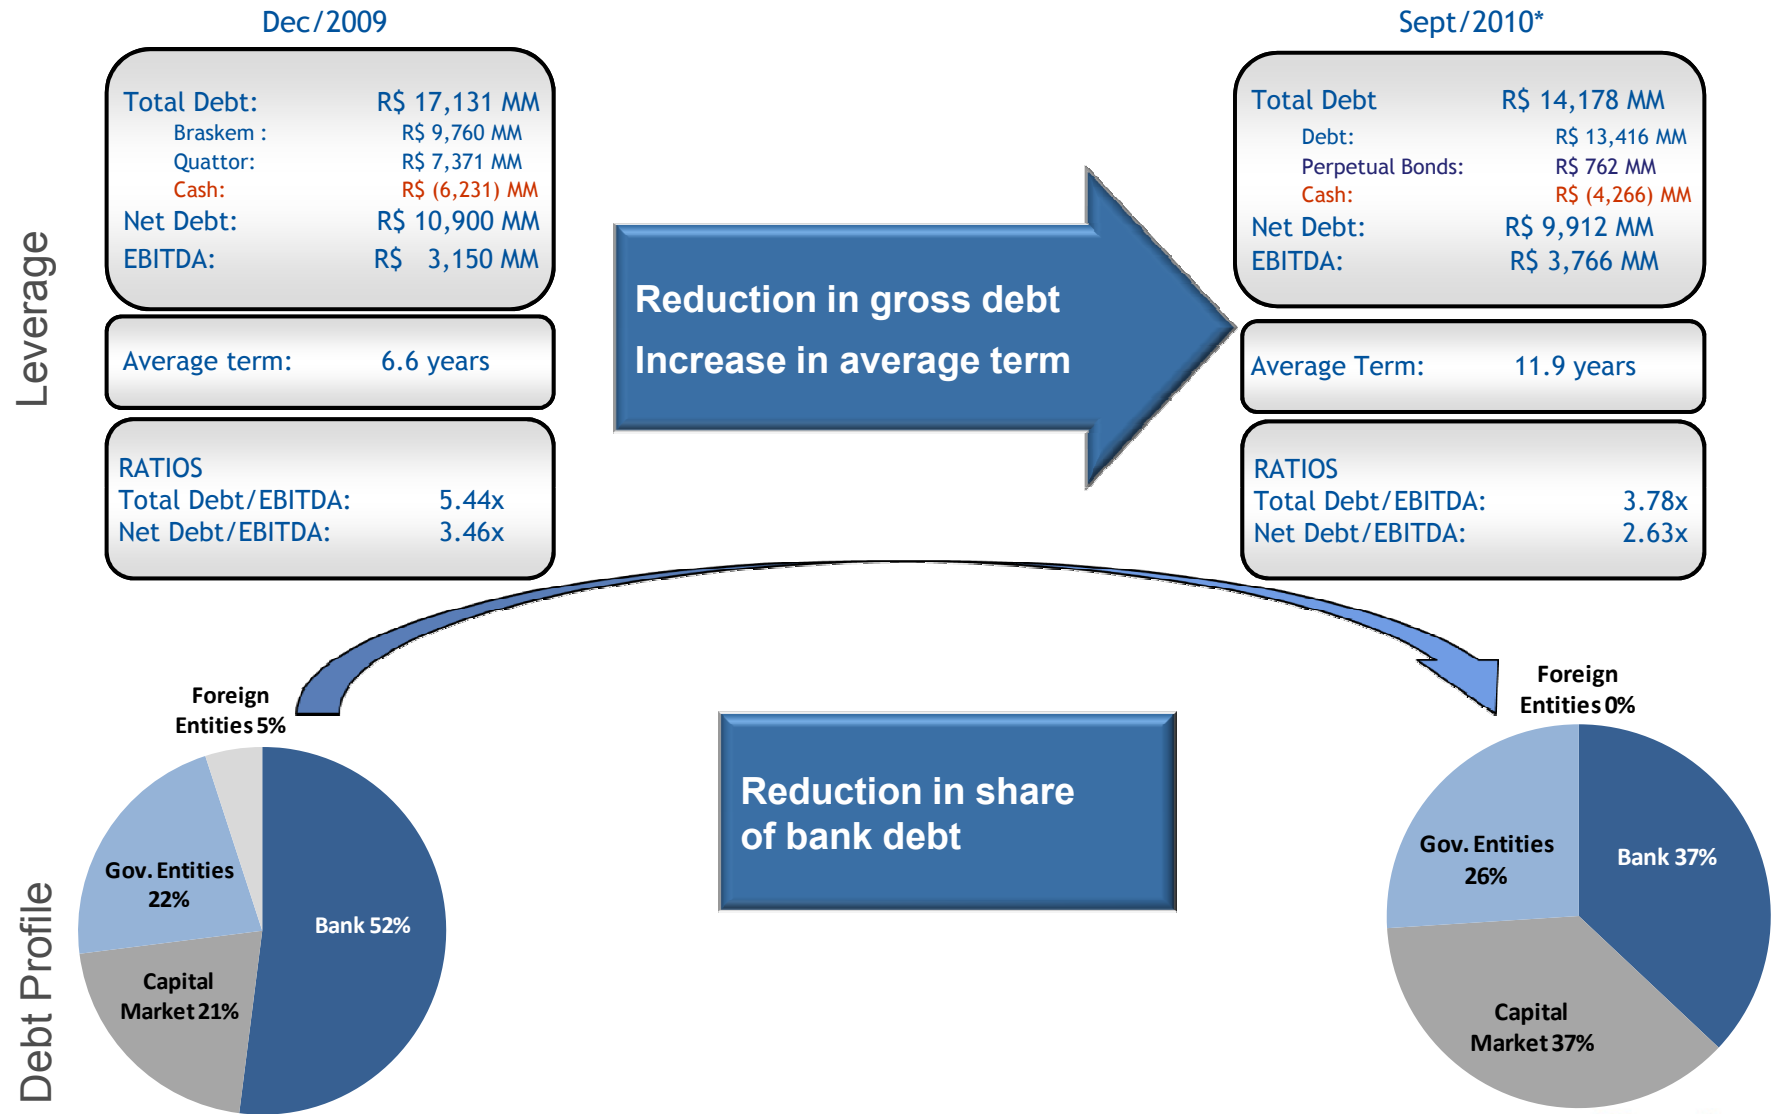 Dec/2009
Sept/2010*
Leverage
Total Debt: R$ 17,131 MM
Braskem : R$ 9,760 MM
Quattor: R$ 7,371 MM
Cash: R$ (6,231) MM
Net Debt: R$ 10,900 MM
EBITDA: R$ 3,150 MM
Average term: 6.6 years
RATIOS
Total Debt/EBITDA: 5.44x
Net Debt/EBITDA: 3.46x
Reduction in gross debt
Increase in average term
Total Debt R$ 14,178 MM
Debt: R$ 13,416 MM
Perpetual Bonds: R$ 762 MM
Cash: R$ (4,266) MM
Net Debt: R$ 9,912 MM
EBITDA: R$ 3,766 MM
Average Term: 11.9 years
RATIOS
Total Debt/EBITDA: 3.78x
Net Debt/EBITDA: 2.63x
Debt Profile
Foreign
Entities 5%
Gov. Entities
22%
Bank 52%
Capital
Market 21%
Reduction in share
of bank debt
Foreign
Entities 0%
Gov. Entities
26%
Bank 37%
Capital
Market 37%